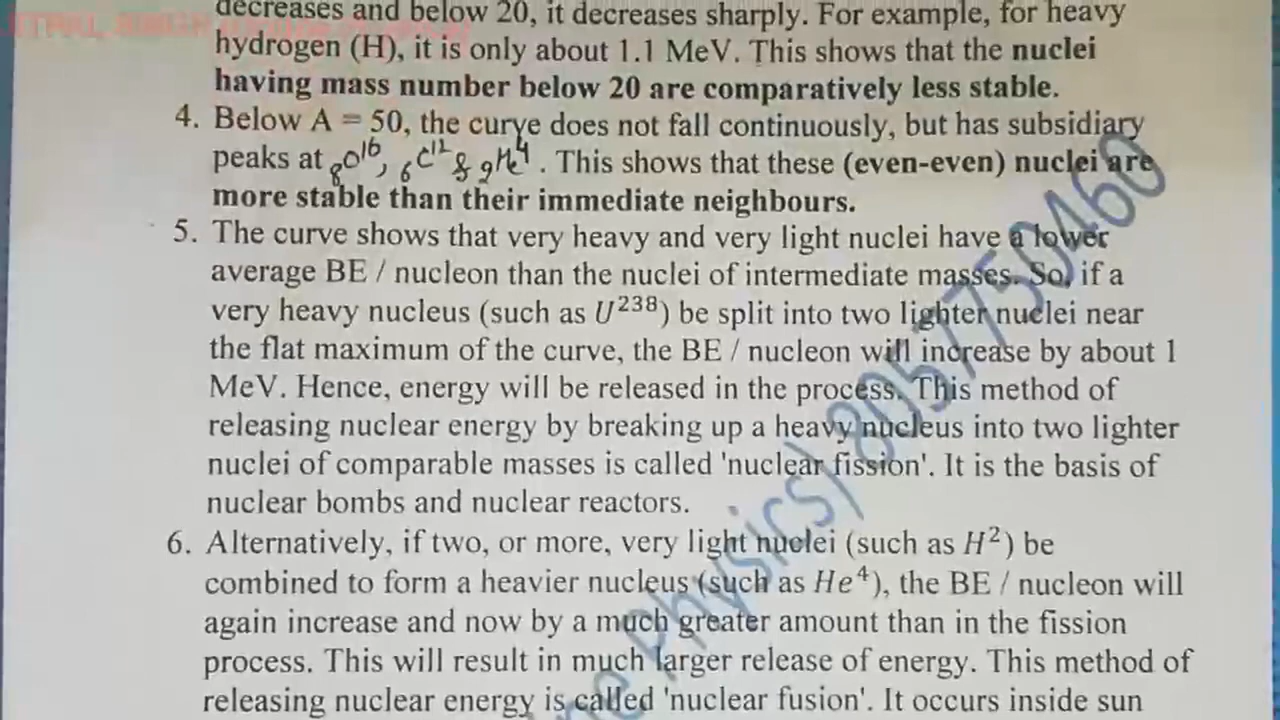 decreases and below 20, it decreases sharply. For example, for heavy
hydrogen (H), it is only about 1.1 MeV. This shows that the nuclei
having mass number below 20 are comparatively less stable.
4. Below A = 50, the curve does not fall continuously, but has subsidiary
peaks at ₈O¹⁶, ₆C¹² & ₂He⁴. This shows that these (even-even) nuclei are
more stable than their immediate neighbours.
5. The curve shows that very heavy and very light nuclei have a lower
average BE / nucleon than the nuclei of intermediate masses. So, if a
very heavy nucleus (such as U²³⁸) be split into two lighter nuclei near
the flat maximum of the curve, the BE / nucleon will increase by about 1
MeV. Hence, energy will be released in the process. This method of
releasing nuclear energy by breaking up a heavy nucleus into two lighter
nuclei of comparable masses is called 'nuclear fission'. It is the basis of
nuclear bombs and nuclear reactors.
6. Alternatively, if two, or more, very light nuclei (such as H²) be
combined to form a heavier nucleus (such as He⁴), the BE / nucleon will
again increase and now by a much greater amount than in the fission
process. This will result in much larger release of energy. This method of
releasing nuclear energy is called 'nuclear fusion'. It occurs inside sun
physics) 8057750460